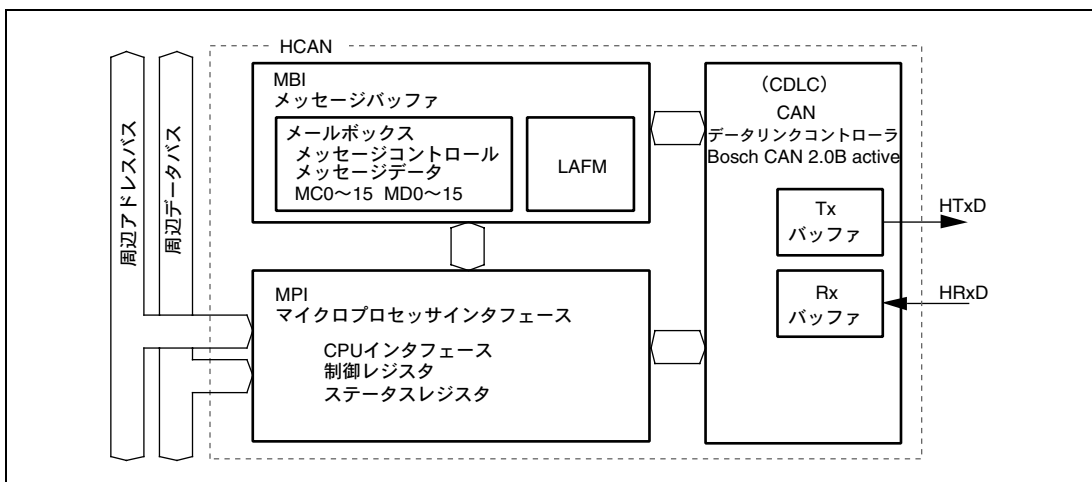 HCAN
周辺アドレスバス
周辺データバス
MBI
メッセージバッファ
メールボックス
メッセージコントロール
メッセージデータ
MC0～15 MD0～15
LAFM
(CDLC)
CAN
データリンクコントローラ
Bosch CAN 2.0B active
Tx
バッファ
HTxD
Rx
バッファ
HRxD
MPI
マイクロプロセッサインタフェース
CPUインタフェース
制御レジスタ
ステータスレジスタ